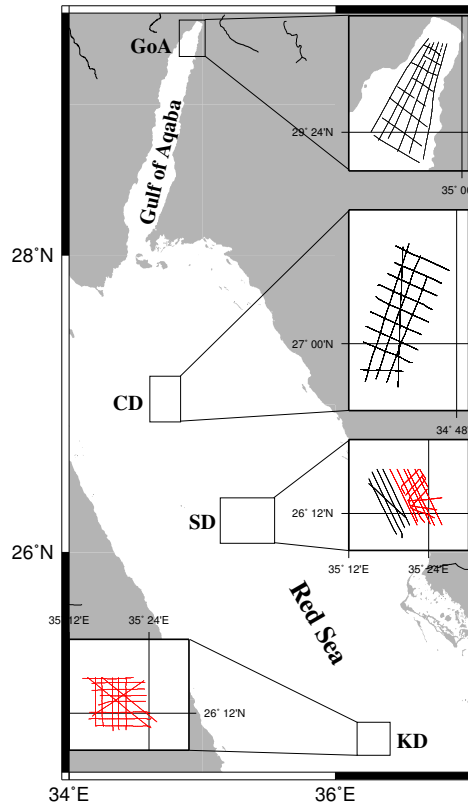 GoA
Gulf of Aqaba
29˚ 24'N
35˚ 00
28˚N
27˚ 00'N
CD
34˚ 48
SD
26˚ 12'N
26˚N
35˚ 12'E
35˚ 24'E
Red Sea
35˚ 12'E
35˚ 24'E
26˚ 12'N
KD
34˚E
36˚E